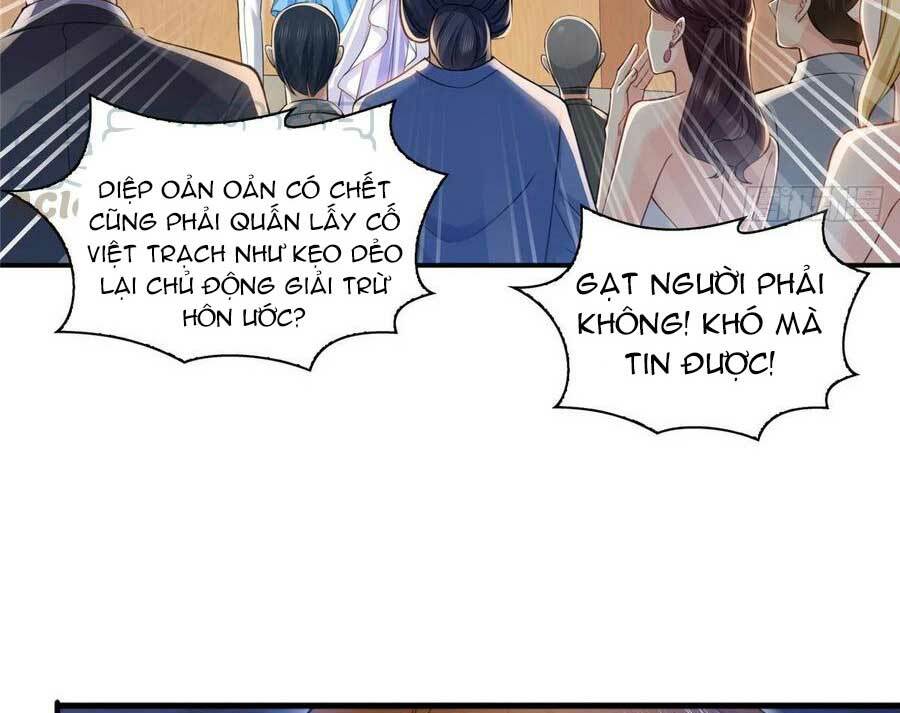 DIỆP OẢN OẢN CÓ CHẾT
CŨNG PHẢI QUẤN LẤY CỐ
VIỆT TRẠCH NHƯ KẸO DẺO
LẠI CHỦ ĐỘNG GIẢI TRỪ
HÔN ƯỚC?
GẠT NGƯỜI PHẢI
KHÔNG! KHÓ MÀ
TIN ĐƯỢC!